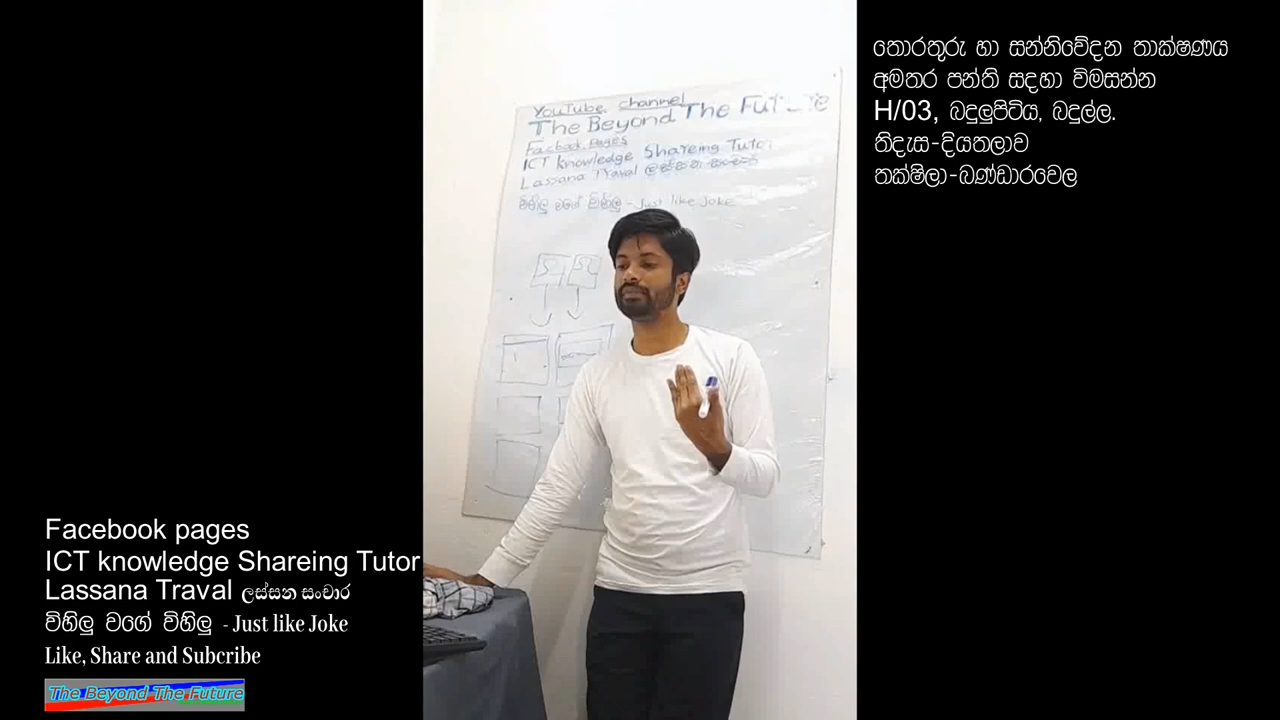 තොරතුරු හා සන්නිවේදන තාක්ෂණය
අමතර පන්ති සදහා විමසන්න
H/03, බදුලුපිටිය, බදුල්ල.
තිදැස-දියතලාව
තක්ෂිලා-බණ්ඩාරවෙල
YouTube channel
The Beyond The Future
Facbook pages
ICT knowledge Shareing Tutor
Lassana Traval ලස්සන සංචාර
විහිලු වගේ විහිලු - Just like Joke
Facebook pages
ICT knowledge Shareing Tutor
Lassana Traval ලස්සන සංචාර
විහිලු වගේ විහිලු - Just like Joke
Like, Share and Subcribe
The Beyond The Future